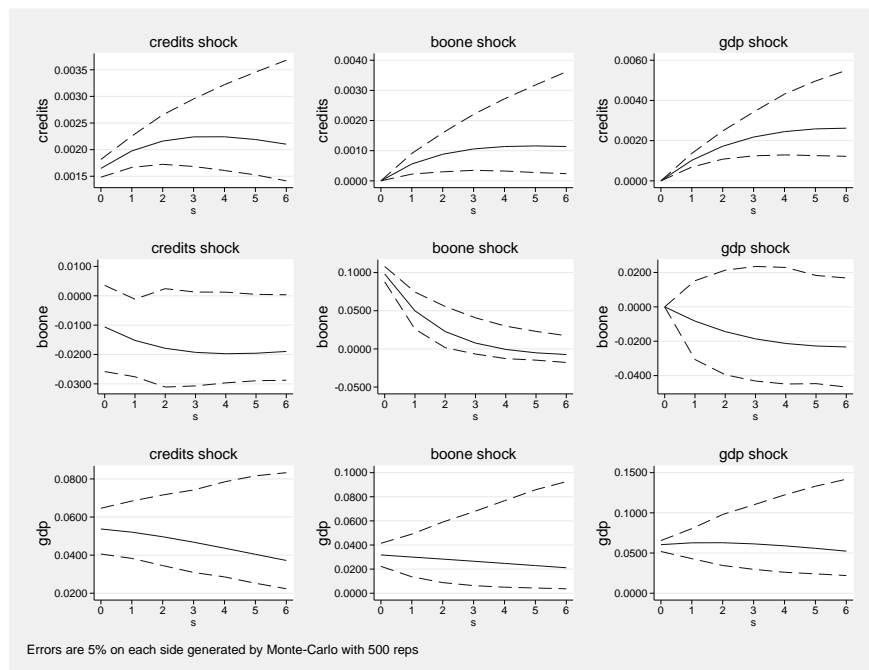 credits shock
boone shock
gdp shock
credits
0.0035
0.0030
0.0025
0.0020
0.0015
0 1 2 3 4 5 6
s
credits
0.0040
0.0030
0.0020
0.0010
0.0000
0 1 2 3 4 5 6
s
credits
0.0060
0.0040
0.0020
0.0000
0 1 2 3 4 5 6
s
credits shock
boone shock
gdp shock
boone
0.0100
0.0000
-0.0100
-0.0200
-0.0300
0 1 2 3 4 5 6
s
0.1000
0.0500
0.0000
-0.0500
boone
0 1 2 3 4 5 6
s
boone
0.0200
0.0000
-0.0200
-0.0400
0 1 2 3 4 5 6
s
credits shock
boone shock
gdp shock
gdp
0.0800
0.0600
0.0400
0.0200
0 1 2 3 4 5 6
s
gdp
0.1000
0.0800
0.0600
0.0400
0.0200
0.0000
0 1 2 3 4 5 6
s
gdp
0.1500
0.1000
0.0500
0.0000
0 1 2 3 4 5 6
s
Errors are 5% on each side generated by Monte-Carlo with 500 reps